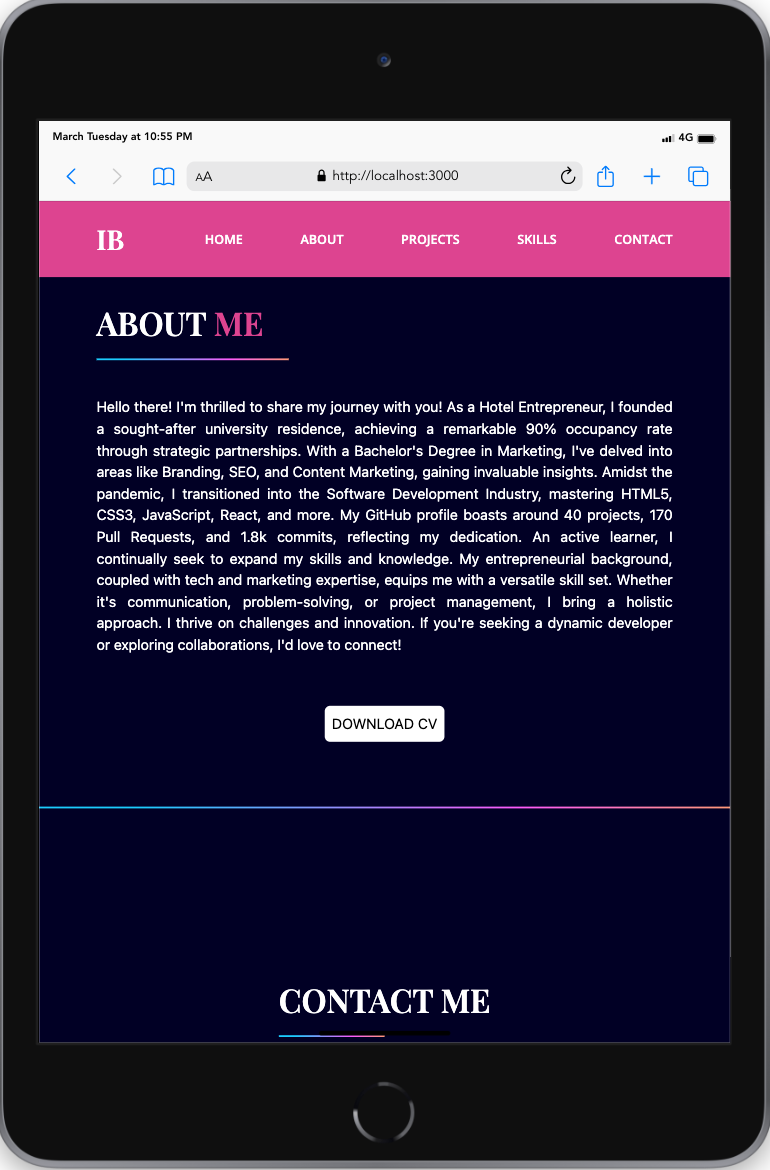 March Tuesday at 10:55 PM
4G
AA
http://localhost:3000
IB
HOME
ABOUT
PROJECTS
SKILLS
CONTACT
ABOUT ME
Hello there! I'm thrilled to share my journey with you! As a Hotel Entrepreneur, I founded
a sought-after university residence, achieving a remarkable 90% occupancy rate
through strategic partnerships. With a Bachelor's Degree in Marketing, I've delved into
areas like Branding, SEO, and Content Marketing, gaining invaluable insights. Amidst the
pandemic, I transitioned into the Software Development Industry, mastering HTML5,
CSS3, JavaScript, React, and more. My GitHub profile boasts around 40 projects, 170
Pull Requests, and 1.8k commits, reflecting my dedication. An active learner, I
continually seek to expand my skills and knowledge. My entrepreneurial background,
coupled with tech and marketing expertise, equips me with a versatile skill set. Whether
it's communication, problem-solving, or project management, I bring a holistic
approach. I thrive on challenges and innovation. If you're seeking a dynamic developer
or exploring collaborations, I'd love to connect!
DOWNLOAD CV
CONTACT ME